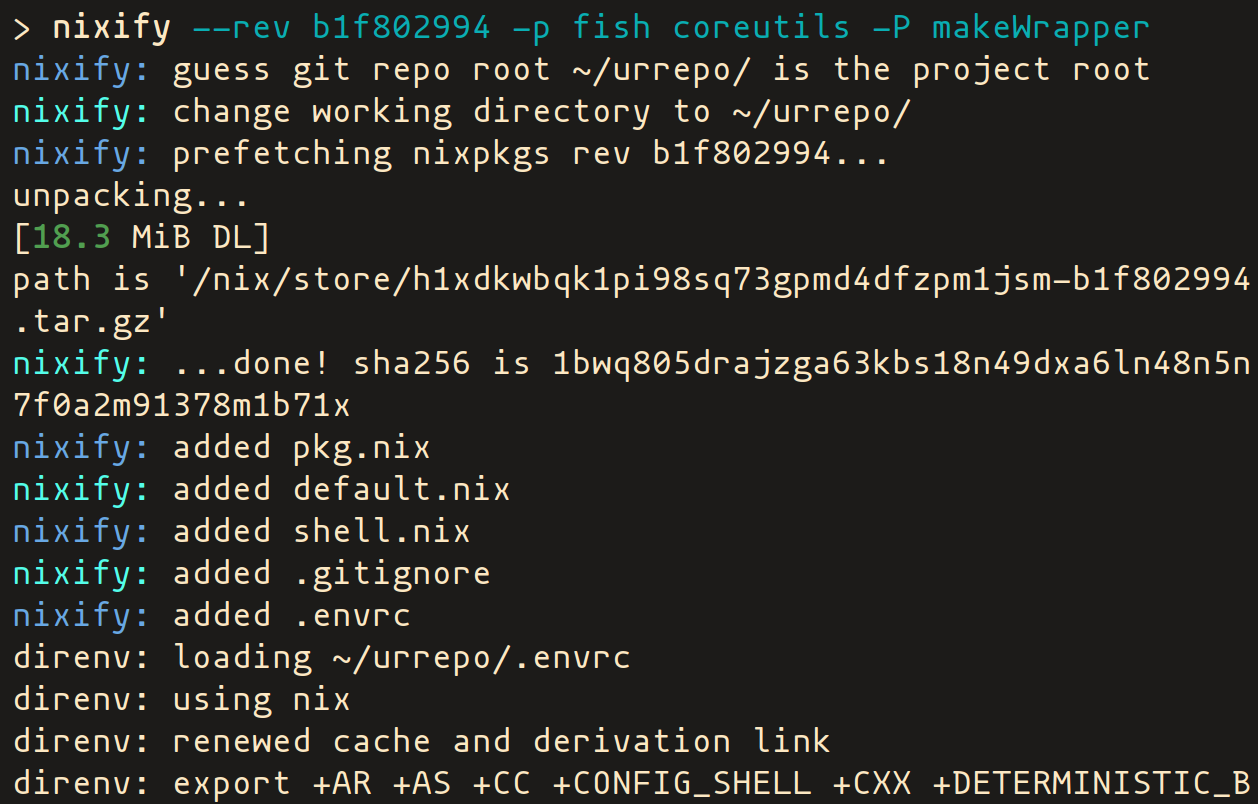 > nixify --rev b1f802994 -p fish coreutils -P makeWrapper
nixify: guess git repo root ~/urrepo/ is the project root
nixify: change working directory to ~/urrepo/
nixify: prefetching nixpkgs rev b1f802994...
unpacking...
[18.3 MiB DL]
path is '/nix/store/h1xdkwbqk1pi98sq73gpmd4dfzpm1jsm-b1f802994
.tar.gz'
nixify: ...done! sha256 is 1bwq805drajzga63kbs18n49dxa6ln48n5n
7f0a2m91378m1b71x
nixify: added pkg.nix
nixify: added default.nix
nixify: added shell.nix
nixify: added .gitignore
nixify: added .envrc
direnv: loading ~/urrepo/.envrc
direnv: using nix
direnv: renewed cache and derivation link
direnv: export +AR +AS +CC +CONFIG_SHELL +CXX +DETERMINISTIC_B